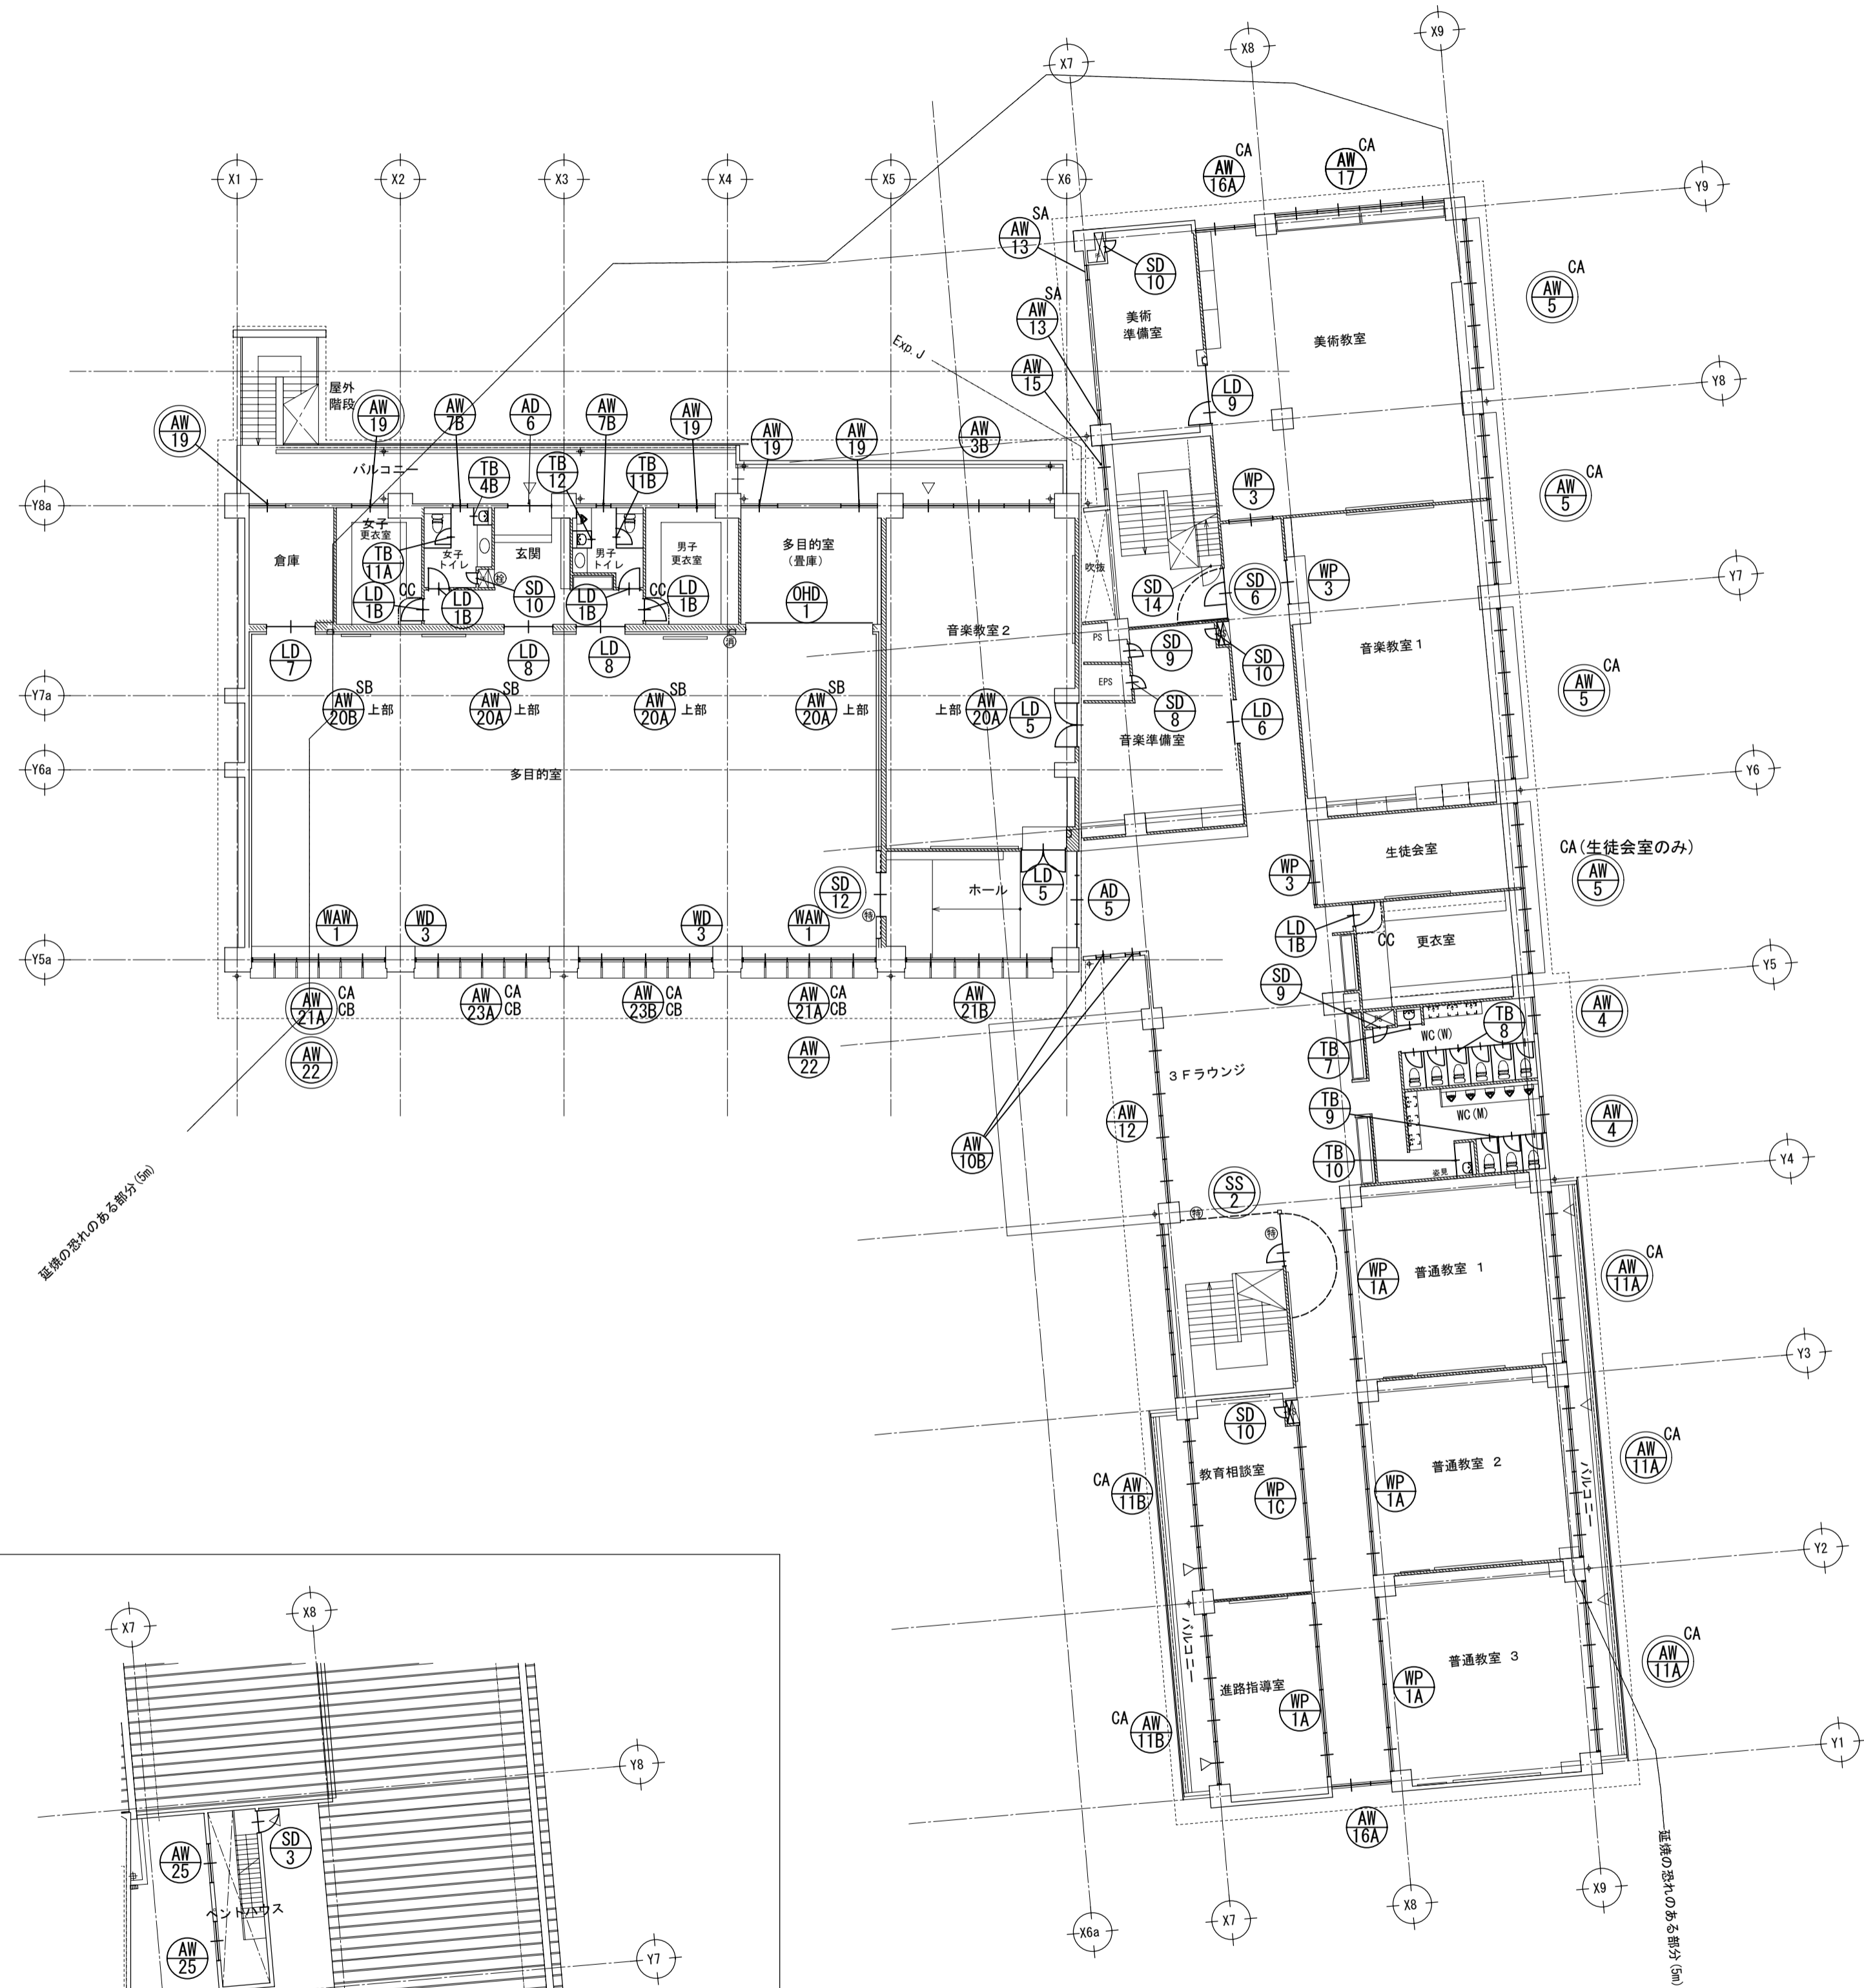 X9
X8
X7
CA
AW
16A
CA
AW
17
X1
X2
X3
X4
X5
X6
Y9
SA
AW
13
SD
10
CA
AW
5
美術
準備室
美術教室
SA
AW
13
Exp.J
AW
15
LD
9
Y8
屋外
階段
AW
19
AW
19
AW
7B
AD
6
AW
7B
AW
19
AW
19
AW
19
AW
3B
バルコニー
TB
4B
TB
12
TB
11B
WP
3
CA
AW
5
Y8a
女子
更衣室
倉庫
TB
11A
女子
トイレ
玄関
男子
トイレ
男子
更衣室
多目的室
(畳庫)
吹抜
SD
14
SD
6
WP
3
Y7
CC
LD
1B
LD
1B
栓
SD
10
LD
1B
CC
LD
1B
OHD
1
音楽教室2
音楽教室1
消
PS
SD
9
SD
10
LD
7
LD
8
LD
8
EPS
SD
8
LD
6
CA
AW
5
Y7a
SB
AW
20B
上部
SB
AW
20A
上部
SB
AW
20A
上部
SB
AW
20A
上部
上部
AW
20A
LD
5
音楽準備室
Y6a
多目的室
Y6
CA(生徒会室のみ)
AW
5
生徒会室
WP
3
SD
12
特
ホール
LD
5
AD
5
WAW
1
WD
3
WD
3
WAW
1
LD
1B
CC
更衣室
Y5a
Y5
SD
9
AW
21A
CA
CB
AW
23A
CA
CB
AW
23B
CA
CB
AW
21A
CA
CB
AW
21B
AW
4
TB
8
PS
WC(W)
TB
7
AW
22
AW
22
3Fラウンジ
AW
12
AW
10B
TB
9
WC(M)
AW
4
TB
10
姿見
Y4
延焼の恐れのある部分(5m)
SS
2
特
特
WP
1A
普通教室 1
CA
AW
11A
Y3
SD
10
教育相談室
WP
1C
CA
AW
11B
WP
1A
普通教室 2
CA
AW
11A
バルコニー
Y2
バルコニー
進路指導室
WP
1A
CA
AW
11B
WP
1A
普通教室 3
CA
AW
11A
Y1
AW
16A
延焼の恐れのある部分(5m)
X6a
X7
X8
X9
X7
X8
Y8
AW
25
SD
3
ペントハウス
AW
25
Y7